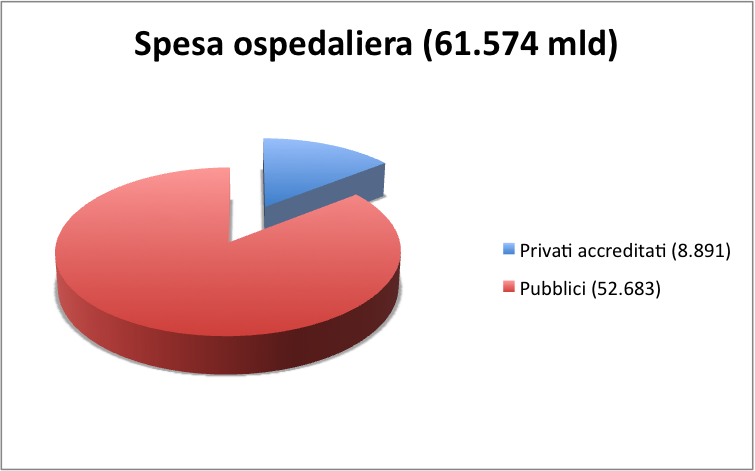 Spesa ospedaliera (61.574 mld)
Privati accreditati (8.891)
Pubblici (52.683)